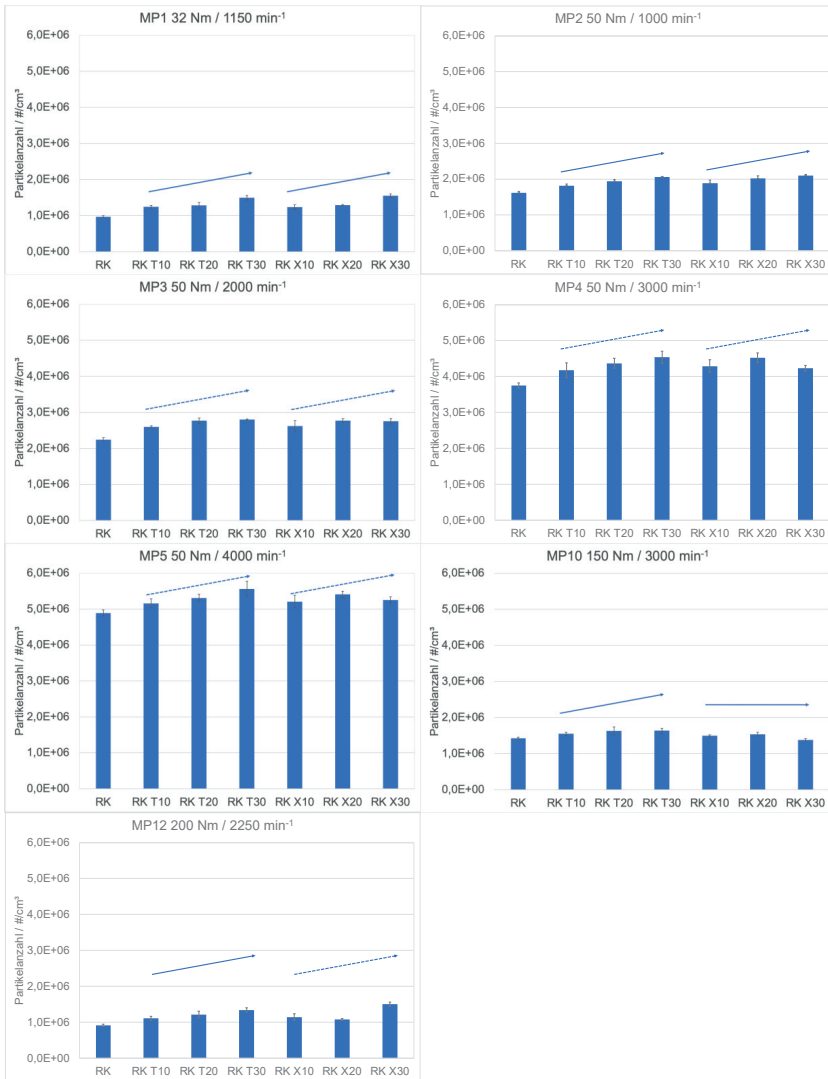 MP1 32 Nm / 1150 min⁻¹
Partikelanzahl / #/cm³
6,0E+06
5,0E+06
4,0E+06
3,0E+06
2,0E+06
1,0E+06
0,0E+00
RK RK T10 RK T20 RK T30 RK X10 RK X20 RK X30
MP2 50 Nm / 1000 min⁻¹
Partikelanzahl / #/cm³
6,0E+06
5,0E+06
4,0E+06
3,0E+06
2,0E+06
1,0E+06
0,0E+00
RK RK T10 RK T20 RK T30 RK X10 RK X20 RK X30
MP3 50 Nm / 2000 min⁻¹
Partikelanzahl / #/cm³
6,0E+06
5,0E+06
4,0E+06
3,0E+06
2,0E+06
1,0E+06
0,0E+00
RK RK T10 RK T20 RK T30 RK X10 RK X20 RK X30
MP4 50 Nm / 3000 min⁻¹
Partikelanzahl / #/cm³
6,0E+06
5,0E+06
4,0E+06
3,0E+06
2,0E+06
1,0E+06
0,0E+00
RK RK T10 RK T20 RK T30 RK X10 RK X20 RK X30
MP5 50 Nm / 4000 min⁻¹
Partikelanzahl / #/cm³
6,0E+06
5,0E+06
4,0E+06
3,0E+06
2,0E+06
1,0E+06
0,0E+00
RK RK T10 RK T20 RK T30 RK X10 RK X20 RK X30
MP10 150 Nm / 3000 min⁻¹
Partikelanzahl / #/cm³
6,0E+06
5,0E+06
4,0E+06
3,0E+06
2,0E+06
1,0E+06
0,0E+00
RK RK T10 RK T20 RK T30 RK X10 RK X20 RK X30
MP12 200 Nm / 2250 min⁻¹
Partikelanzahl / #/cm³
6,0E+06
5,0E+06
4,0E+06
3,0E+06
2,0E+06
1,0E+06
0,0E+00
RK RK T10 RK T20 RK T30 RK X10 RK X20 RK X30